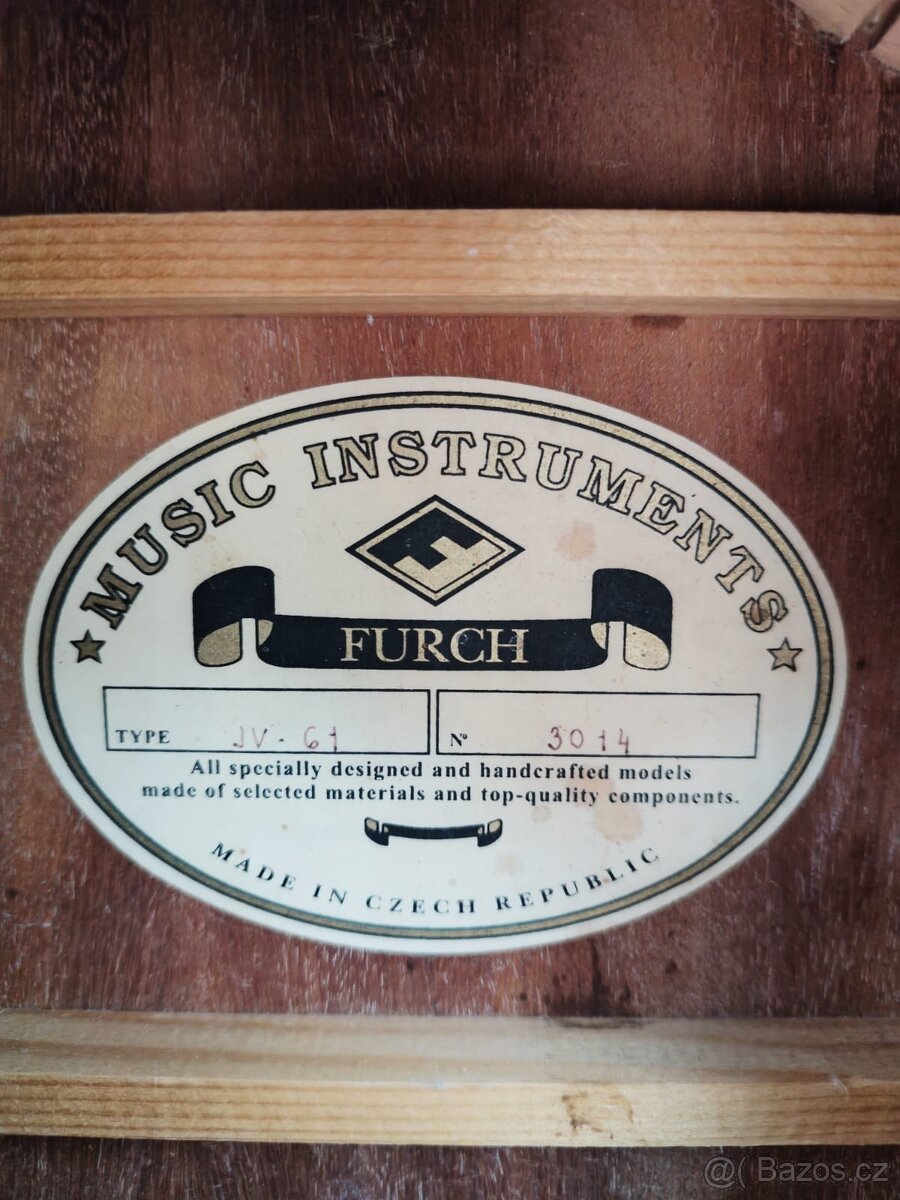 ★ MUSIC INSTRUMENTS ★
F
FURCH
TYPE JV-61
Nº 3014
All specially designed and handcrafted models
made of selected materials and top-quality components.
MADE IN CZECH REPUBLIC
@( Bazos.cz